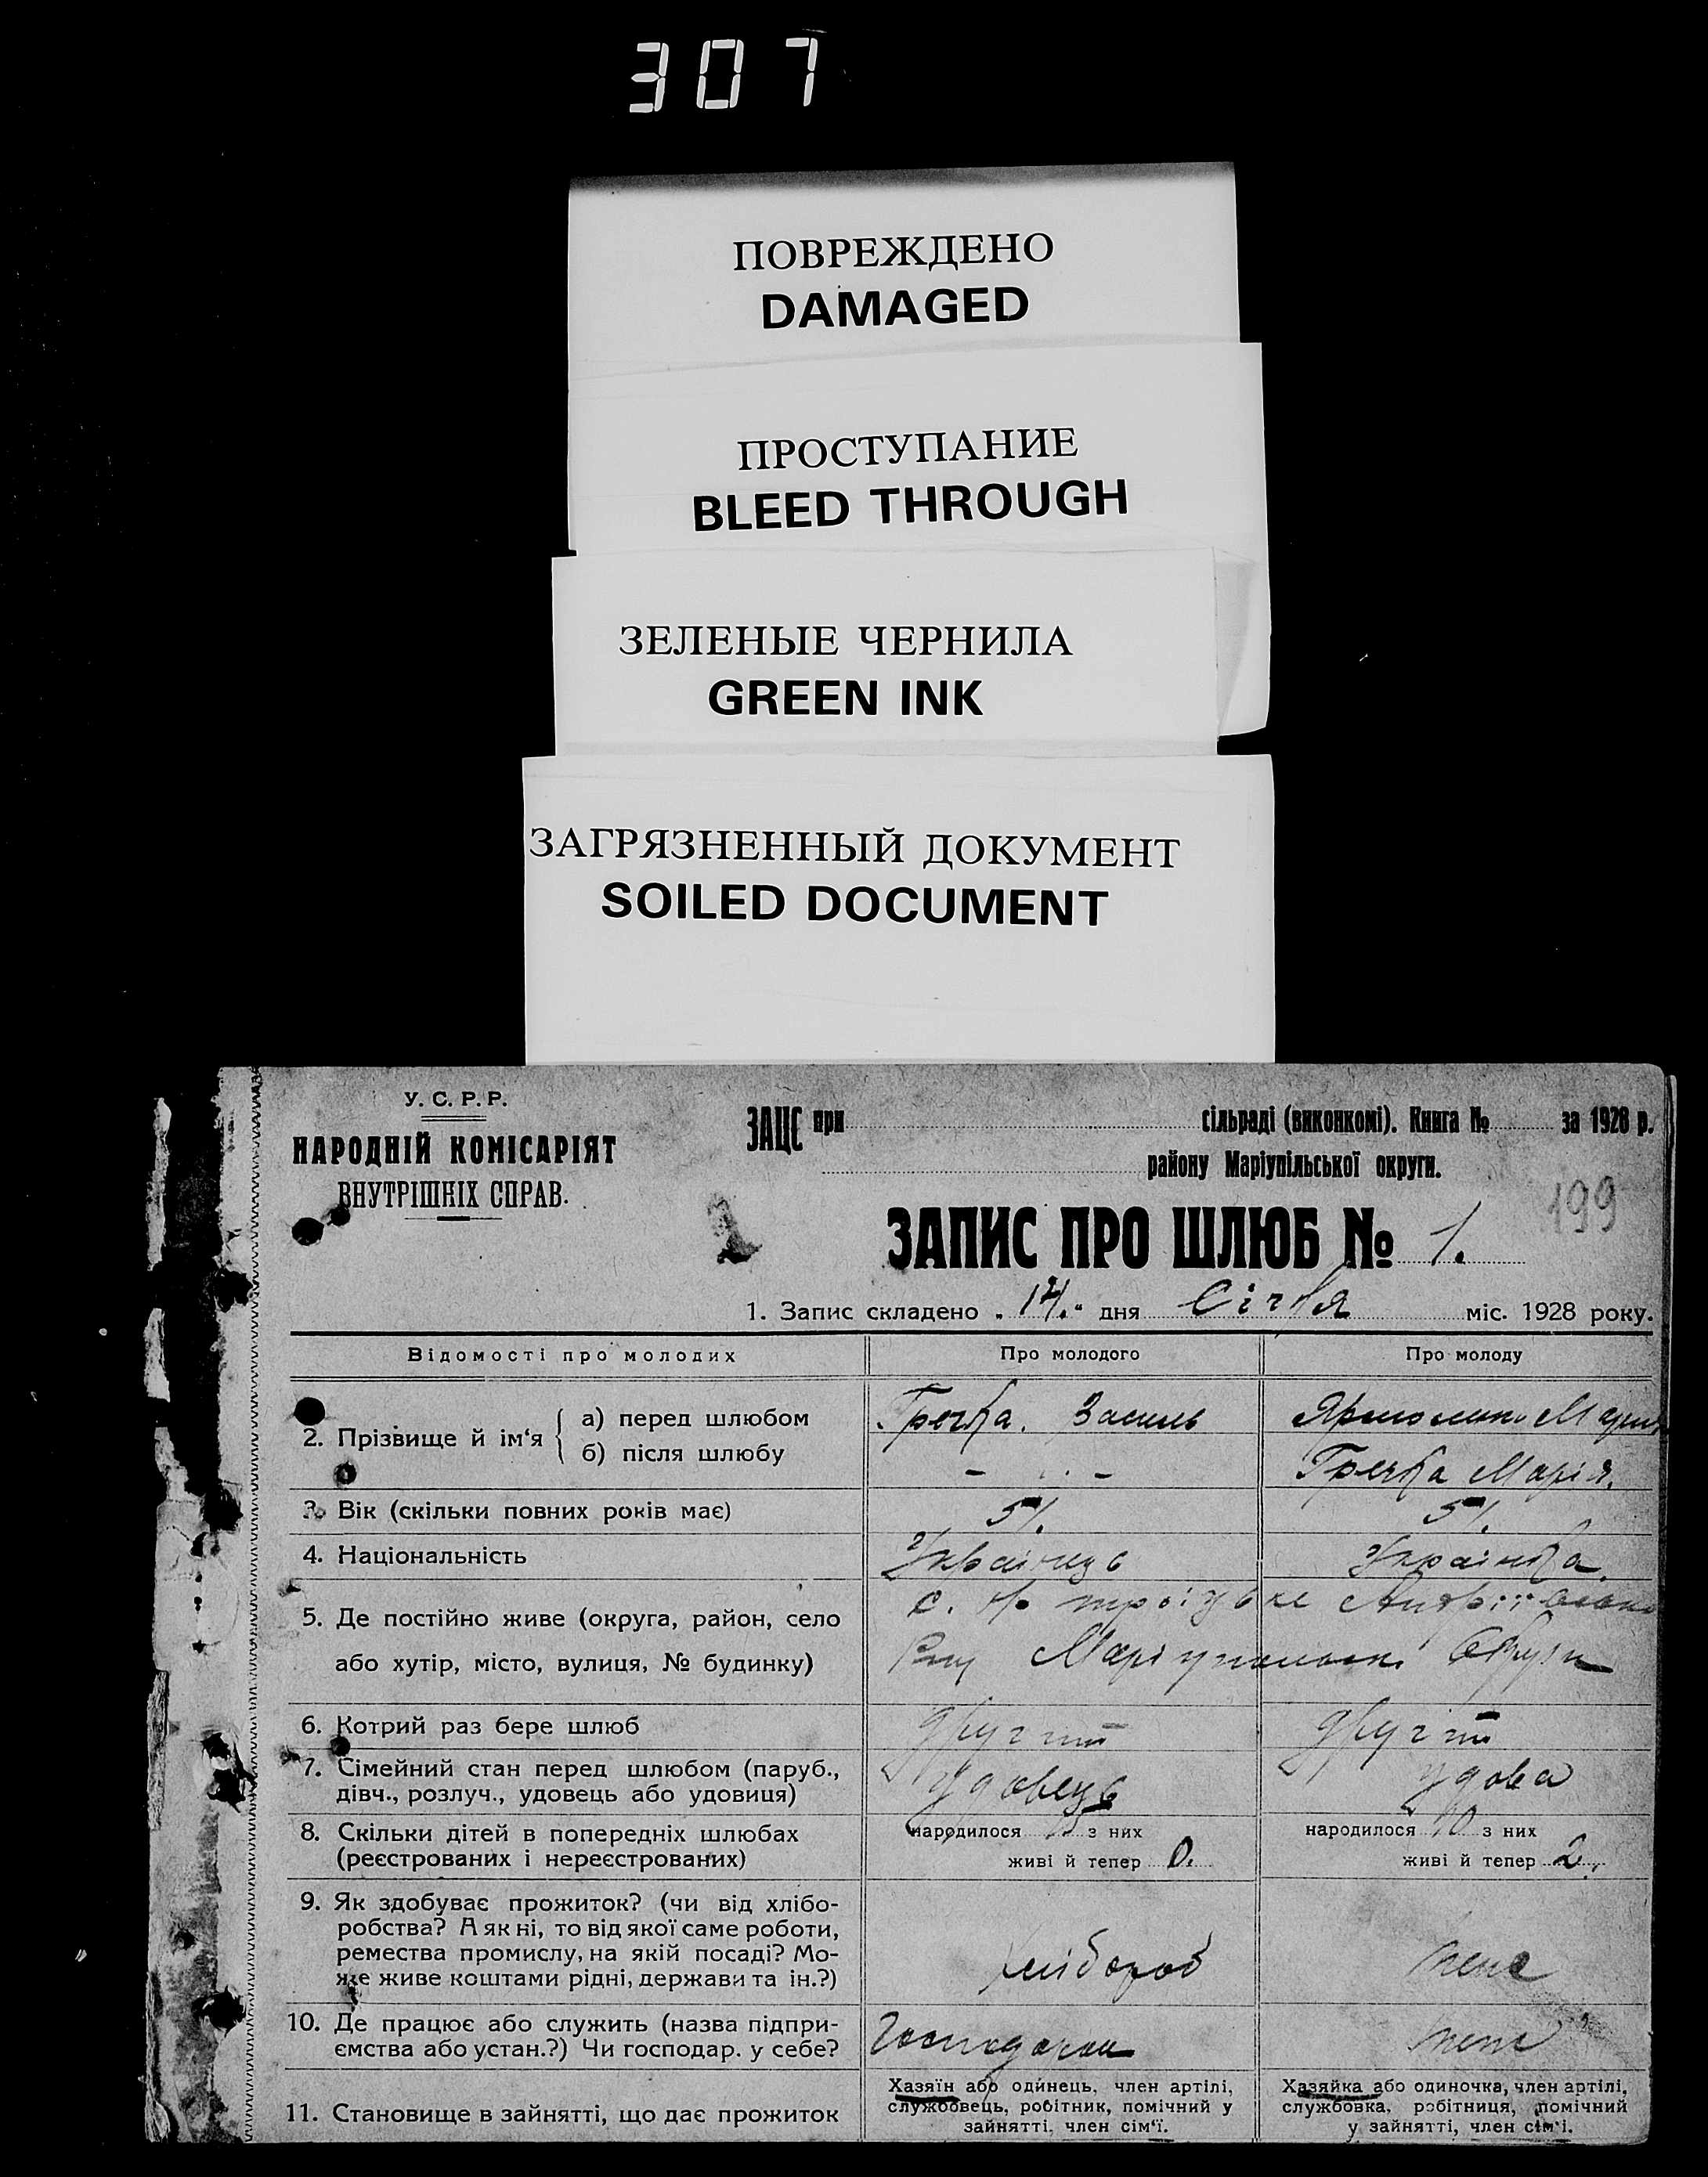 307
ПОВРЕЖДЕНО
DAMAGED
ПРОСТУПАНИЕ
BLEED THROUGH
ЗЕЛЕНЫЕ ЧЕРНИЛА
GREEN INK
ЗАГРЯЗНЕННЫЙ ДОКУМЕНТ
SOILED DOCUMENT
У. С. Р. Р.
НАРОДНІЙ КОМІСАРІЯТ
ВНУТРІШНІХ СПРАВ.
ЗАЦС при сільраді (виконкомі). Книга № за 1928 р.
району Маріупільської округи.
199
ЗАПИС ПРО ШЛЮБ № 1.
1. Запис складено „14.“ дня Січня міс. 1928 року.
Відомості про молодих
Про молодого
Про молоду
2. Прізвище й ім‘я
а) перед шлюбом
Василь
б) після шлюбу
- -
Марія.
3. Вік (скільки повних років має)
51.
51.
4. Національність
Українець
Українка.
5. Де постійно живе (округа, район, село
або хутір, місто, вулиця, № будинку)
с.
Округи
6. Котрий раз бере шлюб
другий
другий
7. Сімейний стан перед шлюбом (паруб.,
дівч., розлуч., удовець або удовиця)
Удовець
удова
8. Скільки дітей в попередніх шлюбах
(реєстрованих і нереєстрованих)
народилося з них
живі й тепер 0.
народилося 10 з них
живі й тепер 2.
9. Як здобуває прожиток? (чи від хлібо-
робства? А як ні, то від якої саме роботи,
ремества промислу, на якій посаді? Мо-
же живе коштами рідні, держави та ін.?)
хлібороб
10. Де працює або служить (назва підпри-
ємства або устан.?) Чи господар. у себе?
11. Становище в зайнятті, що дає прожиток
Хазяїн або одинець, член артілі,
службовець, робітник, помічний у
зайнятті, член сім‘ї.
Хазяйка або одиночка, член артілі,
службовка, робітниця, помічний
у зайнятті, член сім‘ї.